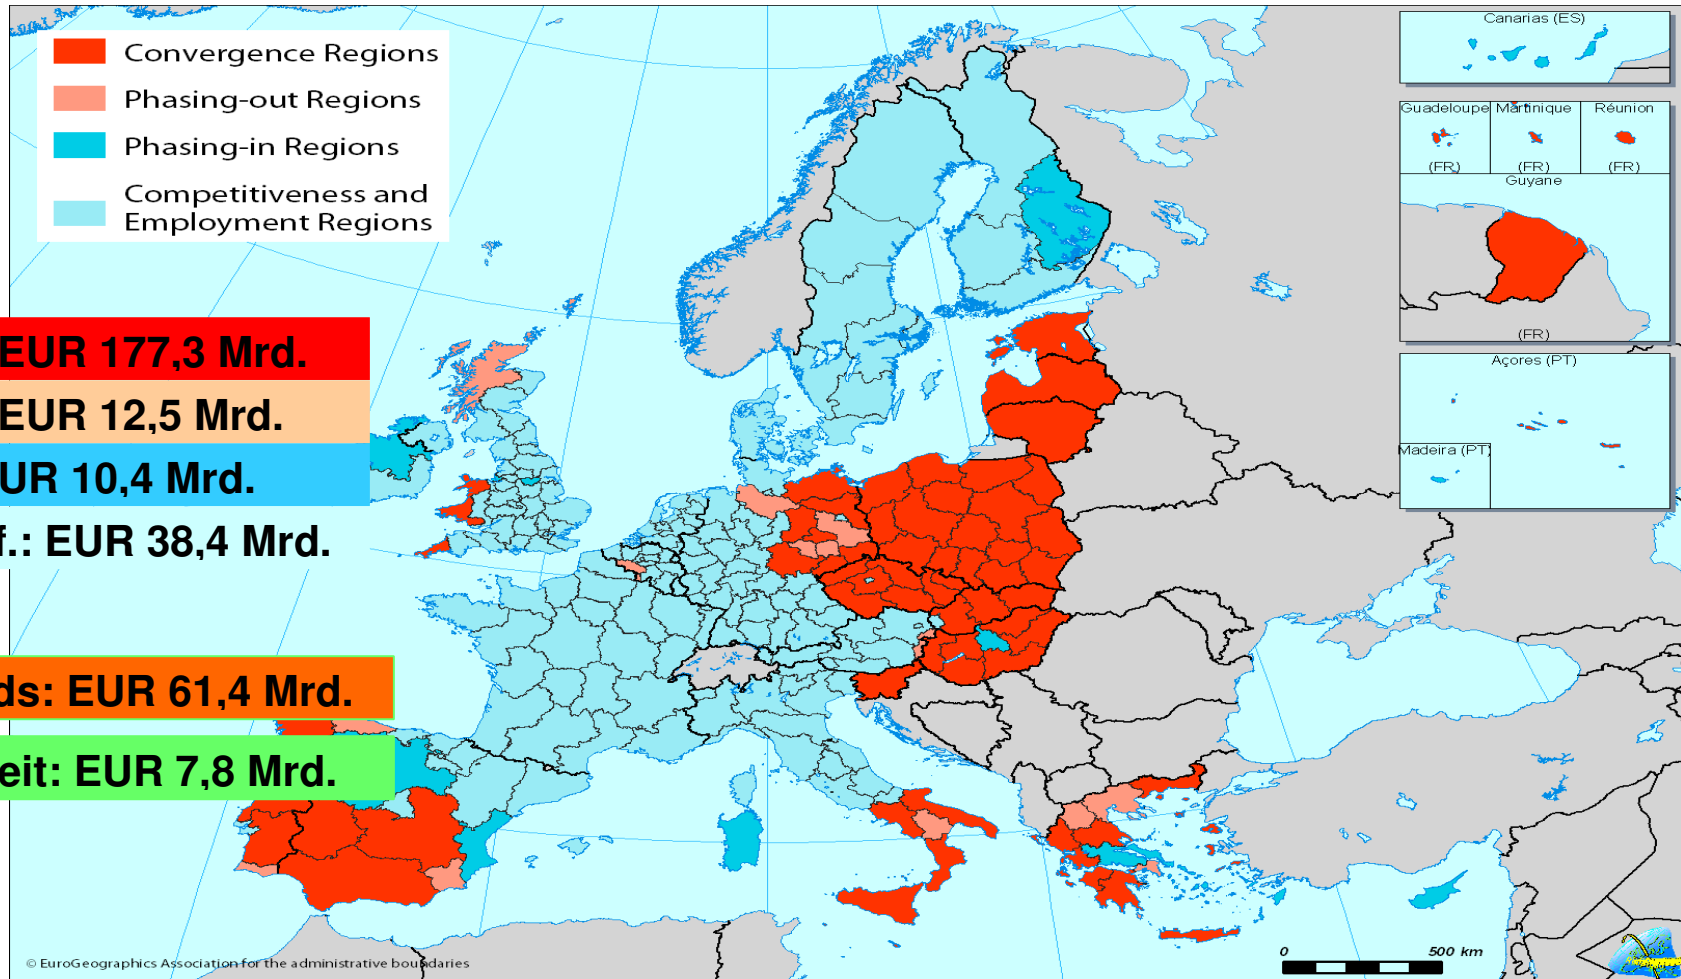 Convergence Regions
Phasing-out Regions
Phasing-in Regions
Competitiveness and
Employment Regions
EUR 177,3 Mrd.
EUR 12,5 Mrd.
UR 10,4 Mrd.
f.: EUR 38,4 Mrd.
ds: EUR 61,4 Mrd.
eit: EUR 7,8 Mrd.
Canarias (ES)
Guadeloupe
Martinique
Réunion
(FR)
(FR)
(FR)
Guyane
(FR)
Açores (PT)
Madeira (PT)
© EuroGeographics Association for the administrative boundaries
0 500 km